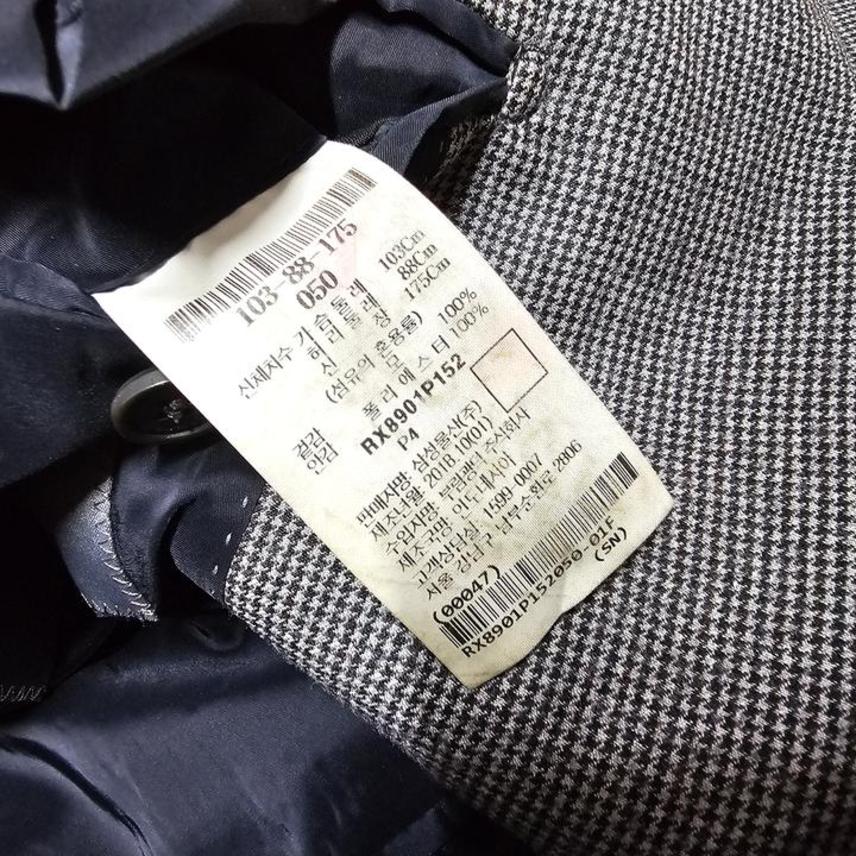 103-88-175
050
신체치수 가 슴 둘 레 103Cm
허 리 둘 레 88Cm
신 장 175Cm
(섬유의 혼용률)
겉감 모 100%
안감 폴 리 에 스 터 100%
RX8901P152
P4
판매자명 삼성물산(주)
제조년월 2018.10(01)
수입자명 부림랭탑 주식회사
제조국명 인도네시아
고객상담실: 1599-0007
서울 강남구 남부순환로 2806
(00047)
RX8901P152050-01F
(SN)